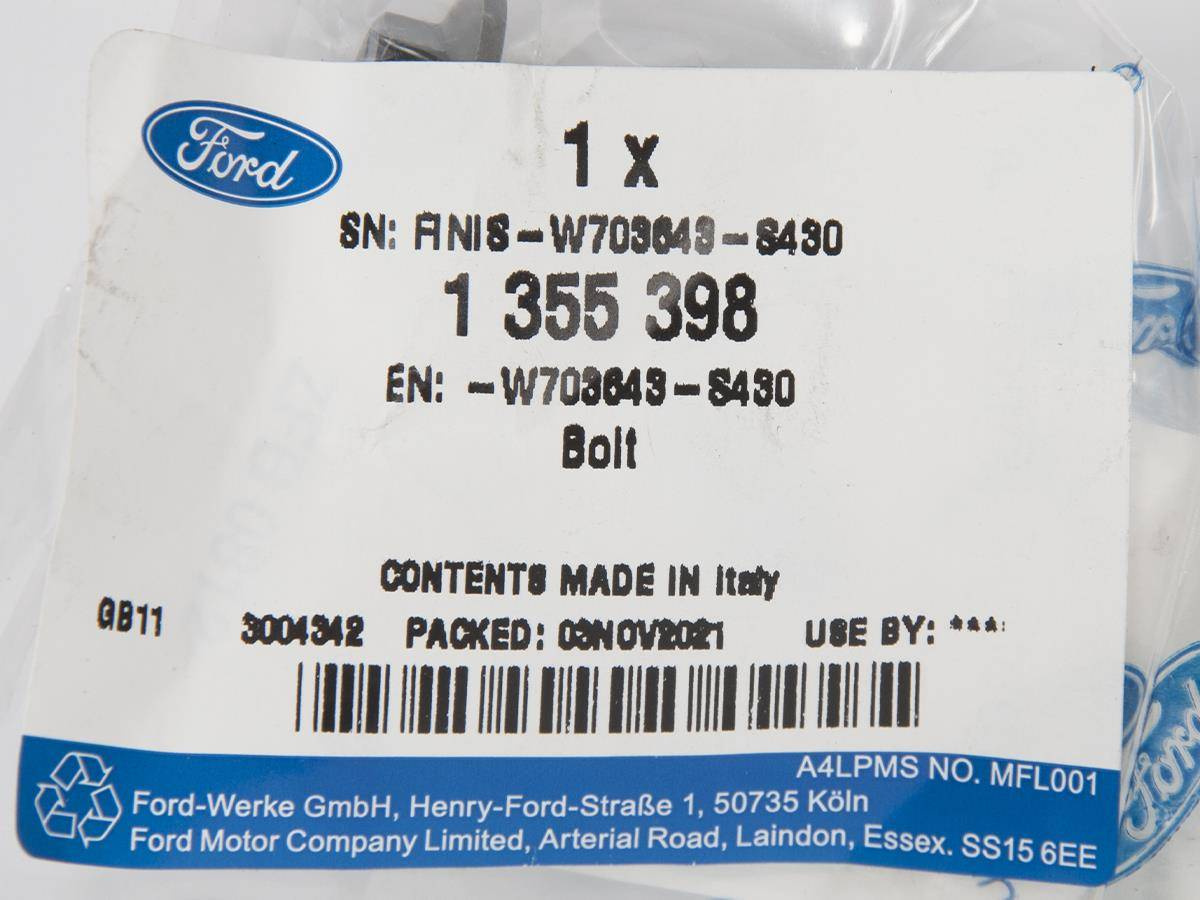 Ford
1 x
SN: FINIS-W703643-S430
1 355 398
EN: -W703643-S430
Bolt
CONTENTS MADE IN Italy
GB11 3004342 PACKED: 03NOV2021 USE BY: ***
A4LPMS NO. MFL001
Ford-Werke GmbH, Henry-Ford-Straße 1, 50735 Köln
Ford Motor Company Limited, Arterial Road, Laindon, Essex. SS15 6EE
Ford
Ford